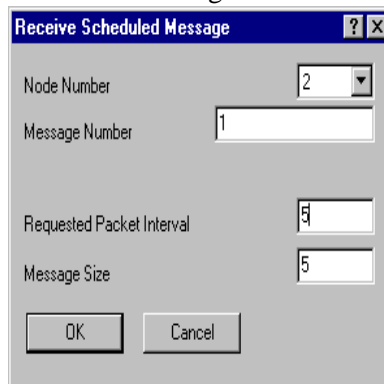 Receive Scheduled Message ? X
Node Number 2
Message Number 1
Requested Packet Interval 5
Message Size 5
OK Cancel